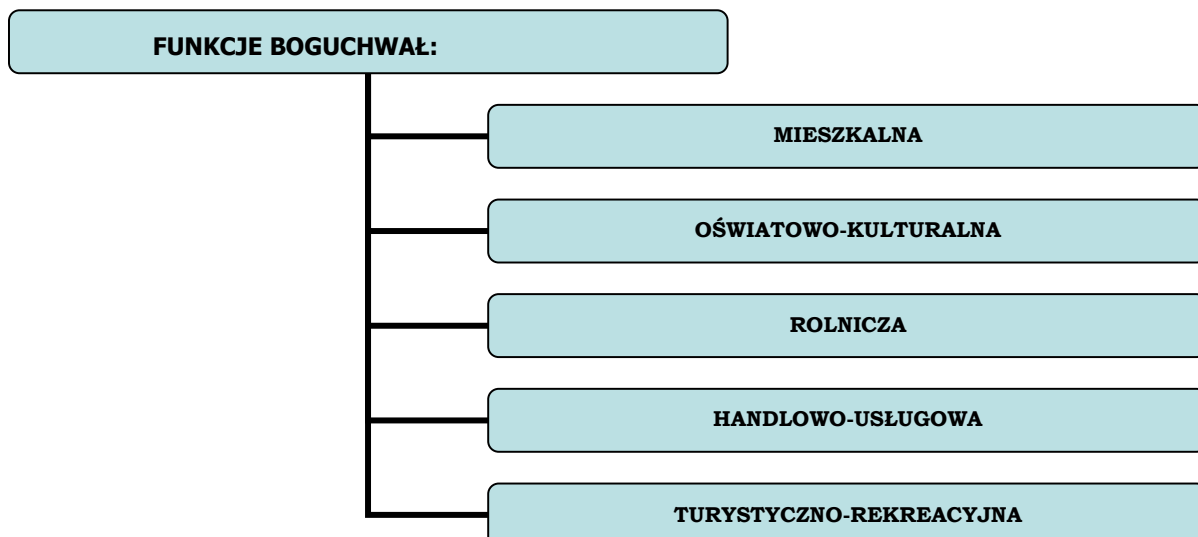 FUNKCJE BOGUCHWAŁ:
MIESZKALNA
OŚWIATOWO-KULTURALNA
ROLNICZA
HANDLOWO-USŁUGOWA
TURYSTYCZNO-REKREACYJNA